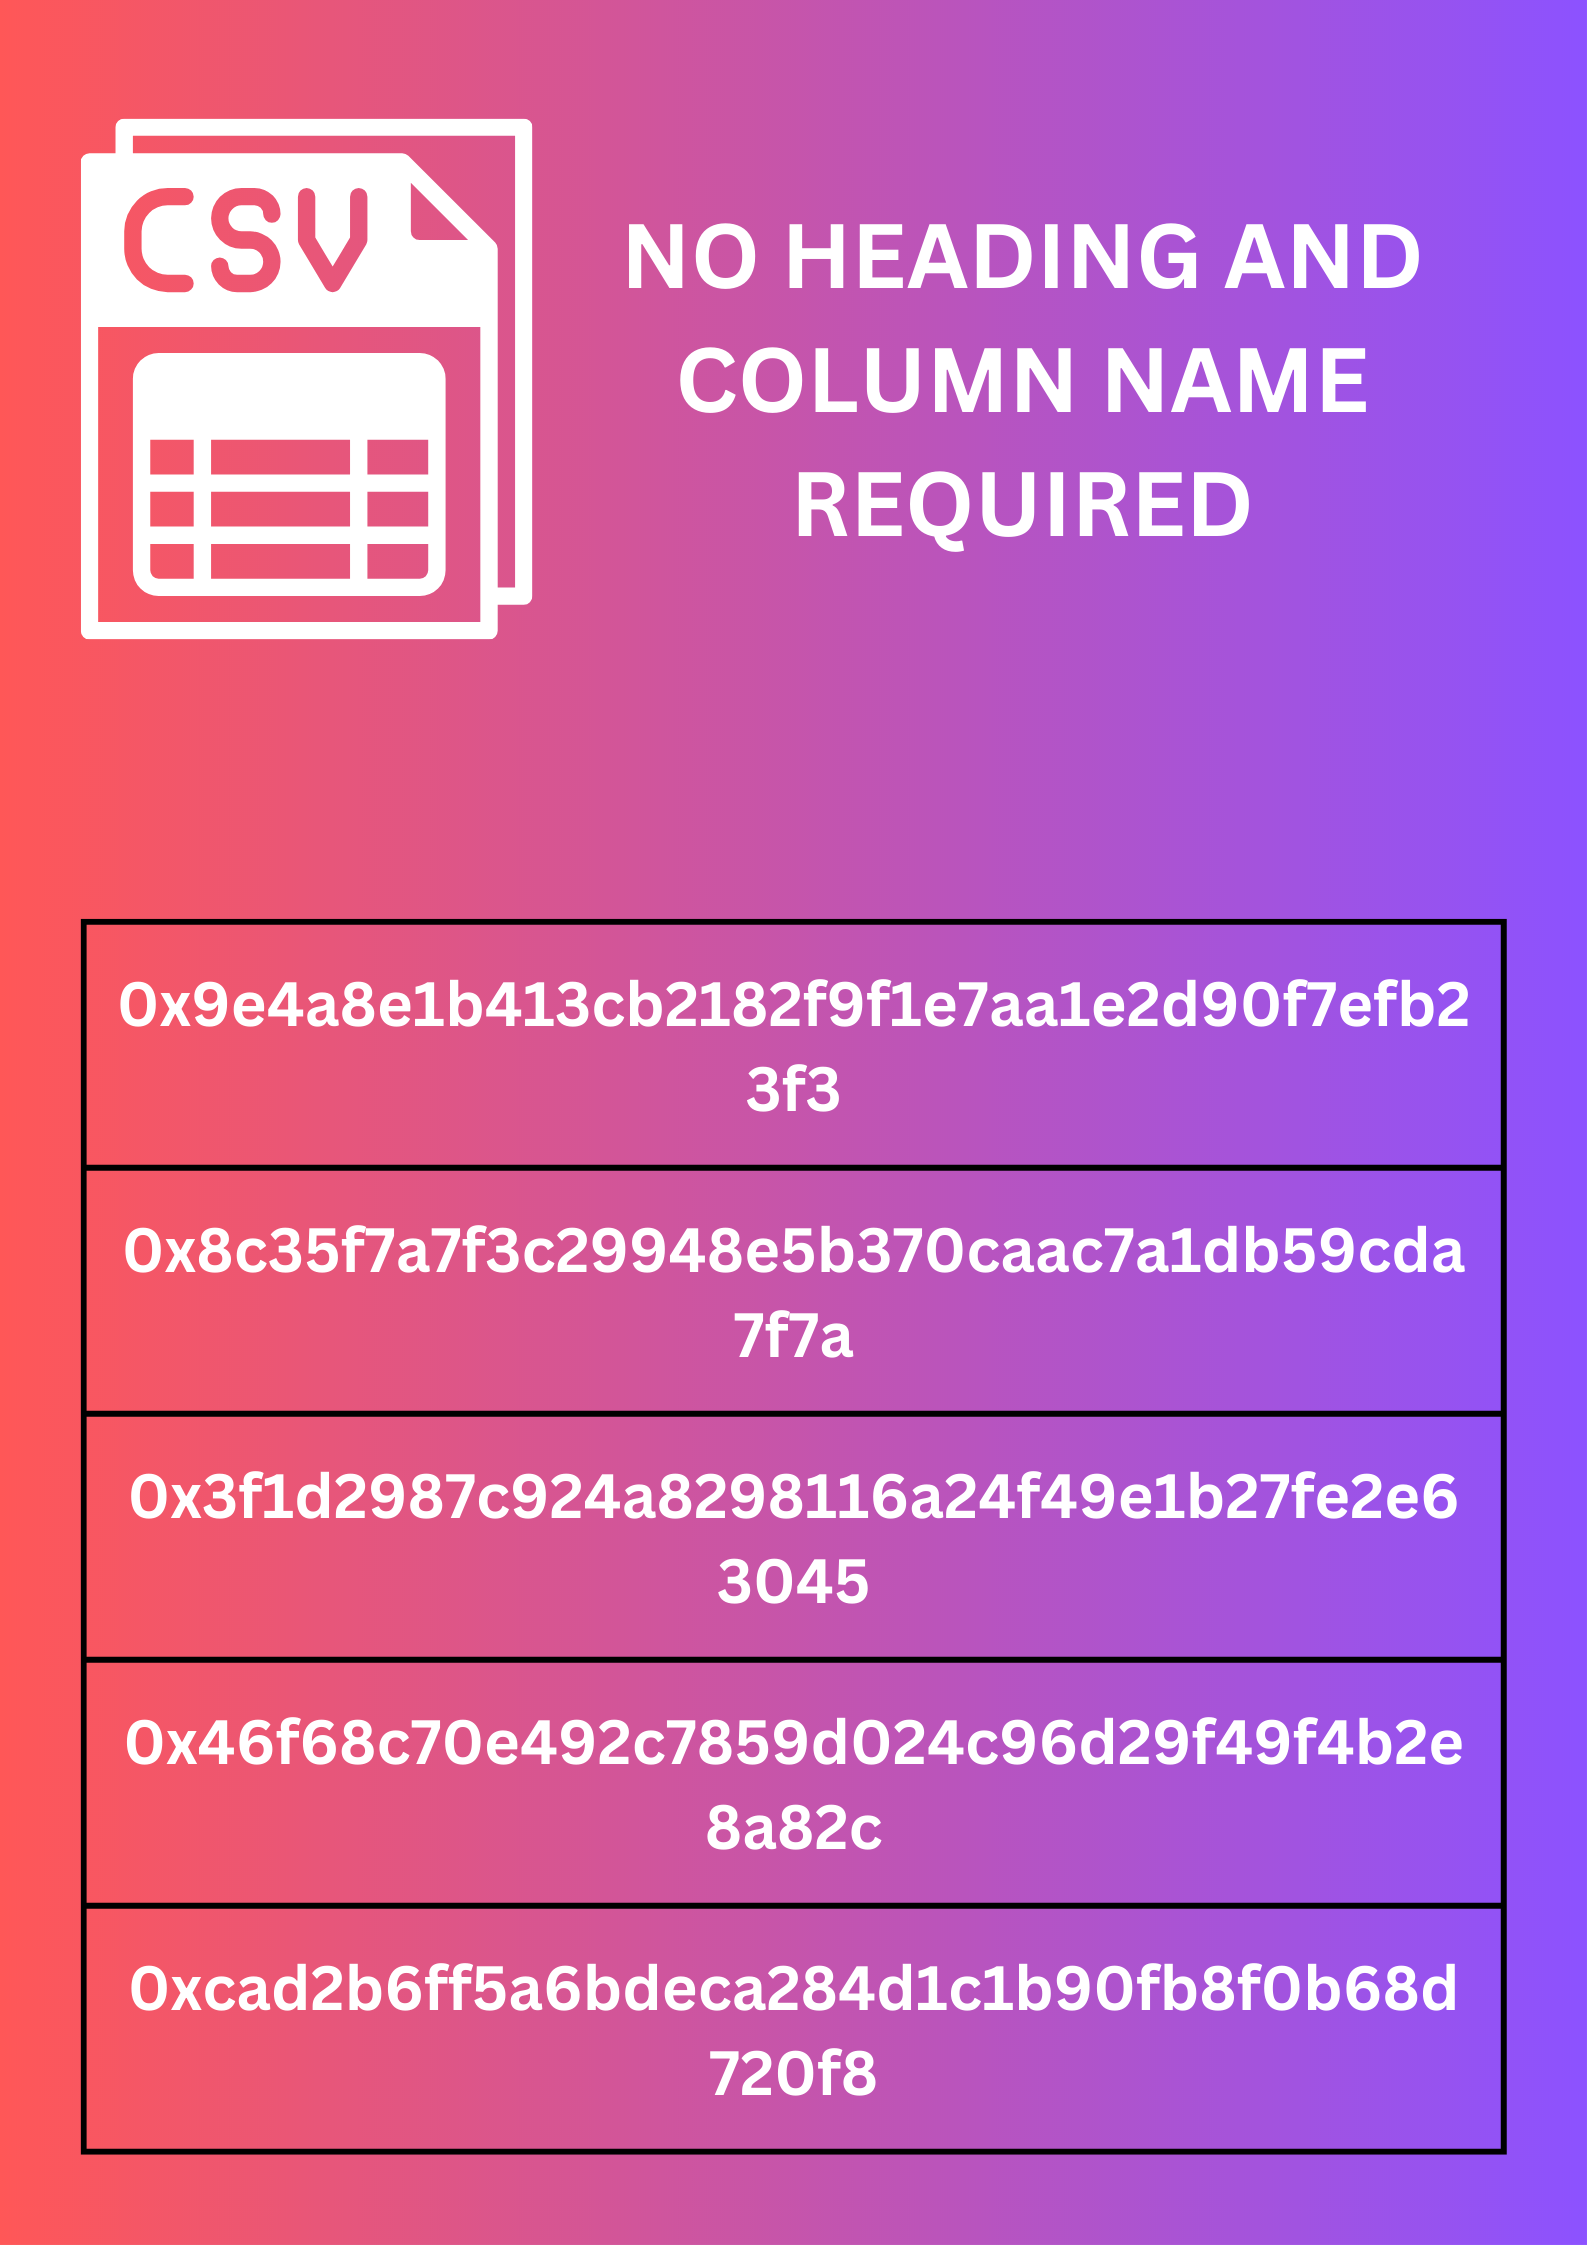 CSV
NO HEADING AND
COLUMN NAME
REQUIRED
0x9e4a8e1b413cb2182f9f1e7aa1e2d90f7efb2
3f3
0x8c35f7a7f3c29948e5b370caac7a1db59cda
7f7a
0x3f1d2987c924a8298116a24f49e1b27fe2e6
3045
0x46f68c70e492c7859d024c96d29f49f4b2e
8a82c
0xcad2b6ff5a6bdeca284d1c1b90fb8f0b68d
720f8